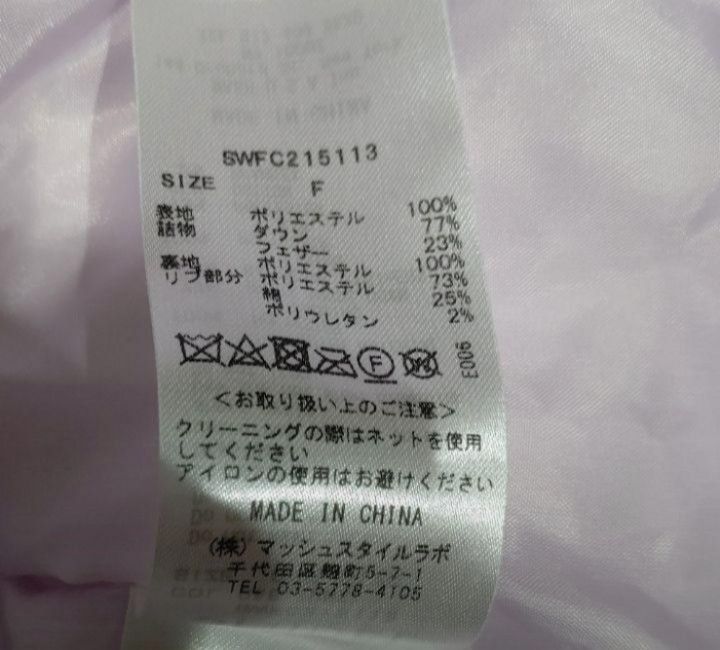 SWFC215113
SIZE F
表地 ポリエステル 100%
詰物 ダウン 77%
フェザー 23%
裏地 ポリエステル 100%
リブ部分 ポリエステル 73%
綿 25%
ポリウレタン 2%
F
E006
<お取り扱い上のご注意>
クリーニングの際はネットを使用
してください
アイロンの使用はお避けください
MADE IN CHINA
(株)マッシュスタイルラボ
千代田区麹町5-7-1
TEL 03-5778-4105